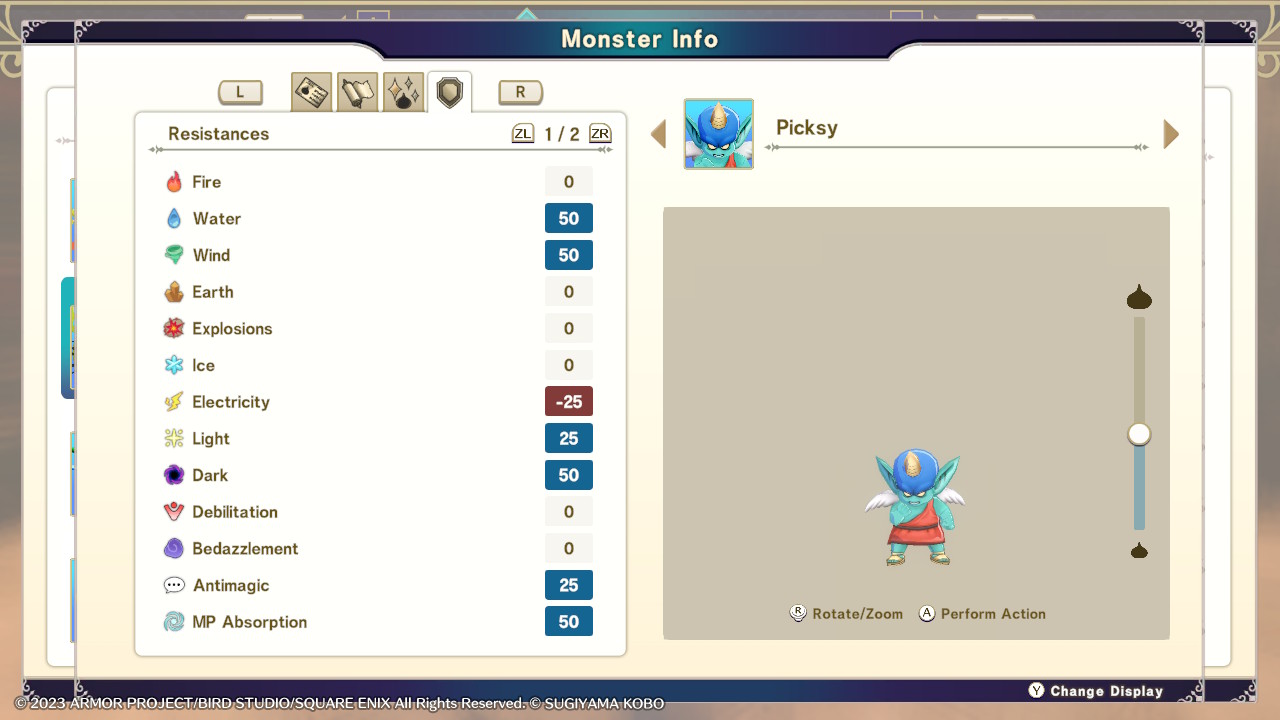 Monster Info
L
R
Resistances
ZL 1 / 2 ZR
Fire 0
Water 50
Wind 50
Earth 0
Explosions 0
Ice 0
Electricity -25
Light 25
Dark 50
Debilitation 0
Bedazzlement 0
Antimagic 25
MP Absorption 50
Picksy
R Rotate/Zoom A Perform Action
Y Change Display
© 2023 ARMOR PROJECT/BIRD STUDIO/SQUARE ENIX All Rights Reserved. © SUGIYAMA KOBO